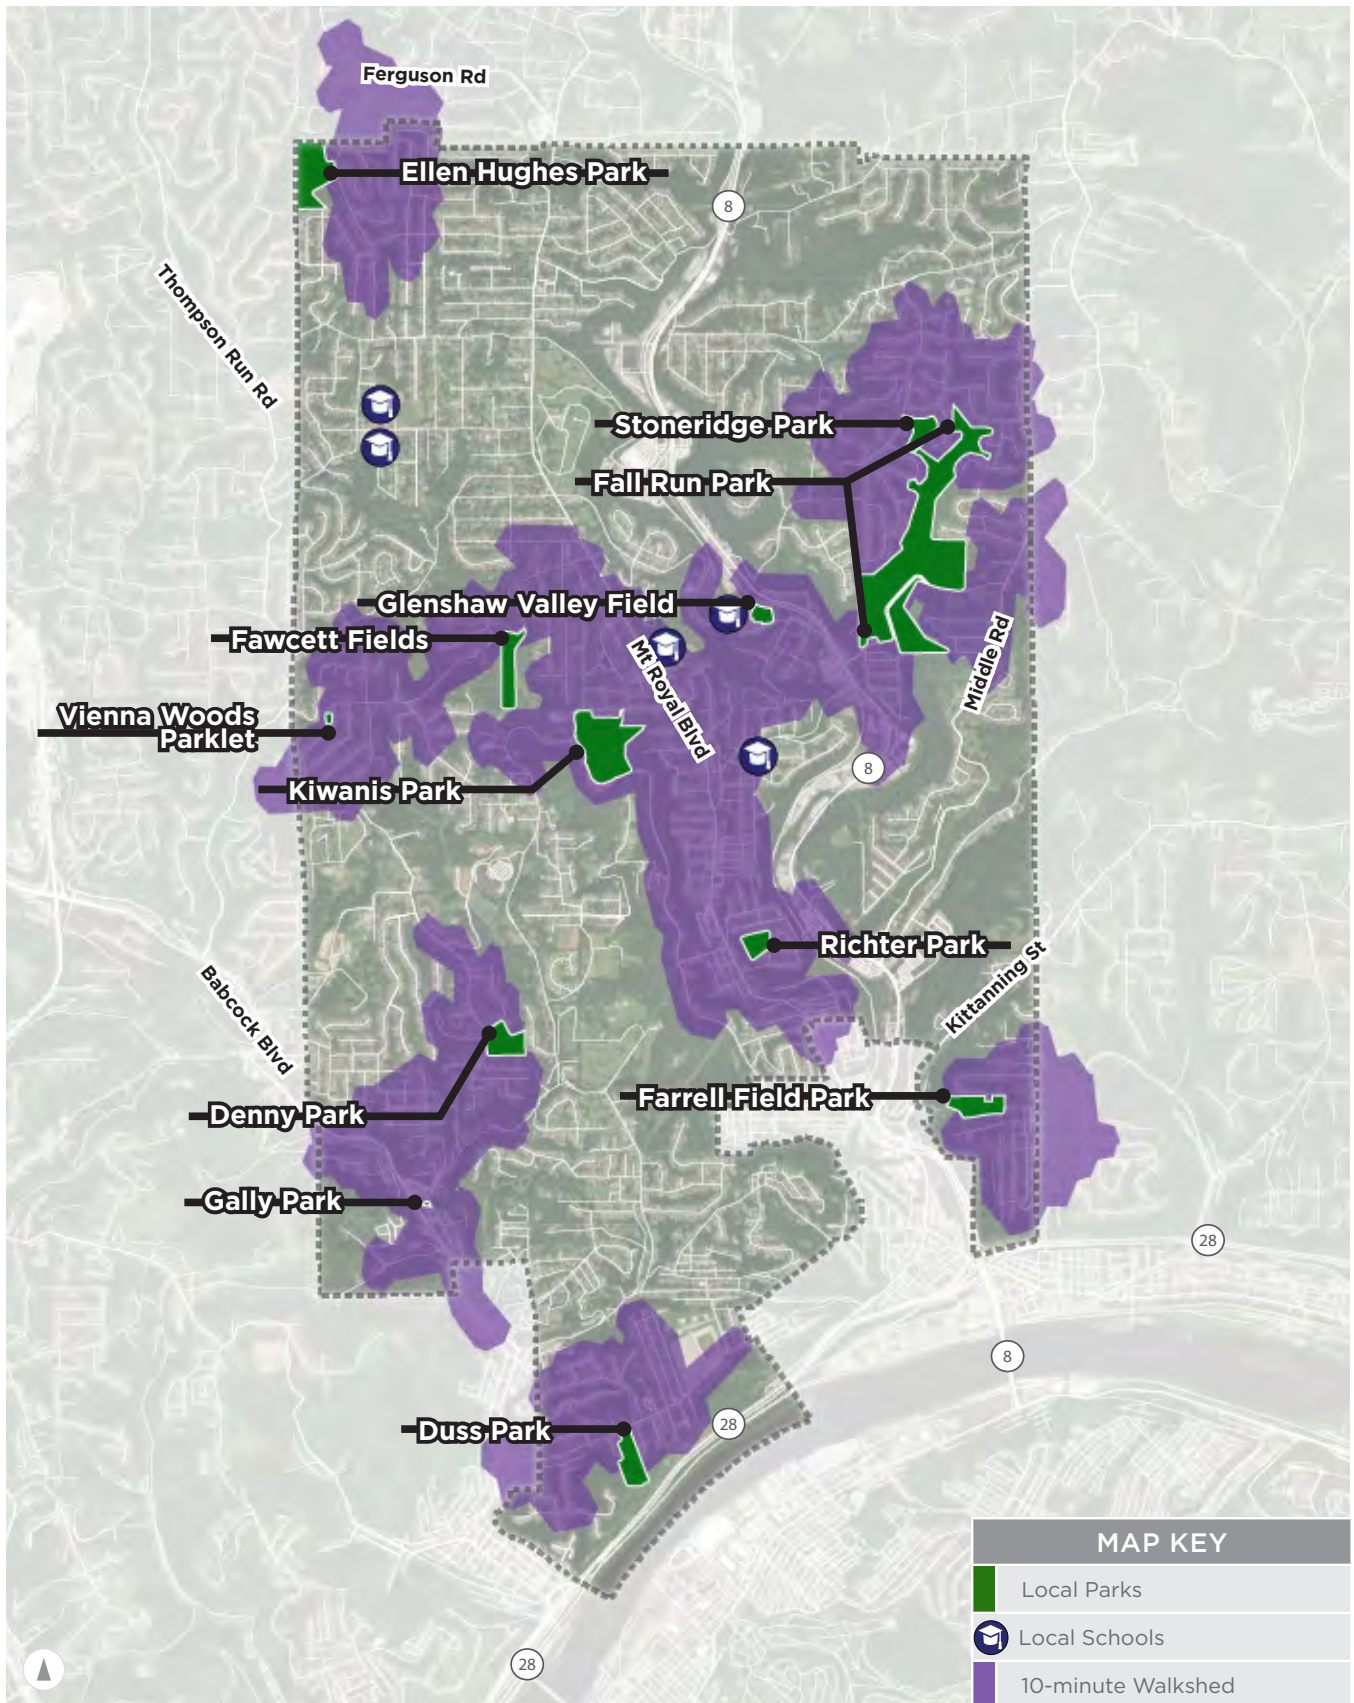 Ferguson Rd
Ellen Hughes Park
8
Thompson Run Rd
Stoneridge Park
Fall Run Park
Glenshaw Valley Field
Fawcett Fields
Mt Royal Blvd
Middle Rd
Vienna Woods
Parklet
Kiwanis Park
8
Richter Park
Babcock Blvd
Kittanning St
Denny Park
Farrell Field Park
Gally Park
28
8
Duss Park
28
28
MAP KEY
Local Parks
Local Schools
10-minute Walkshed